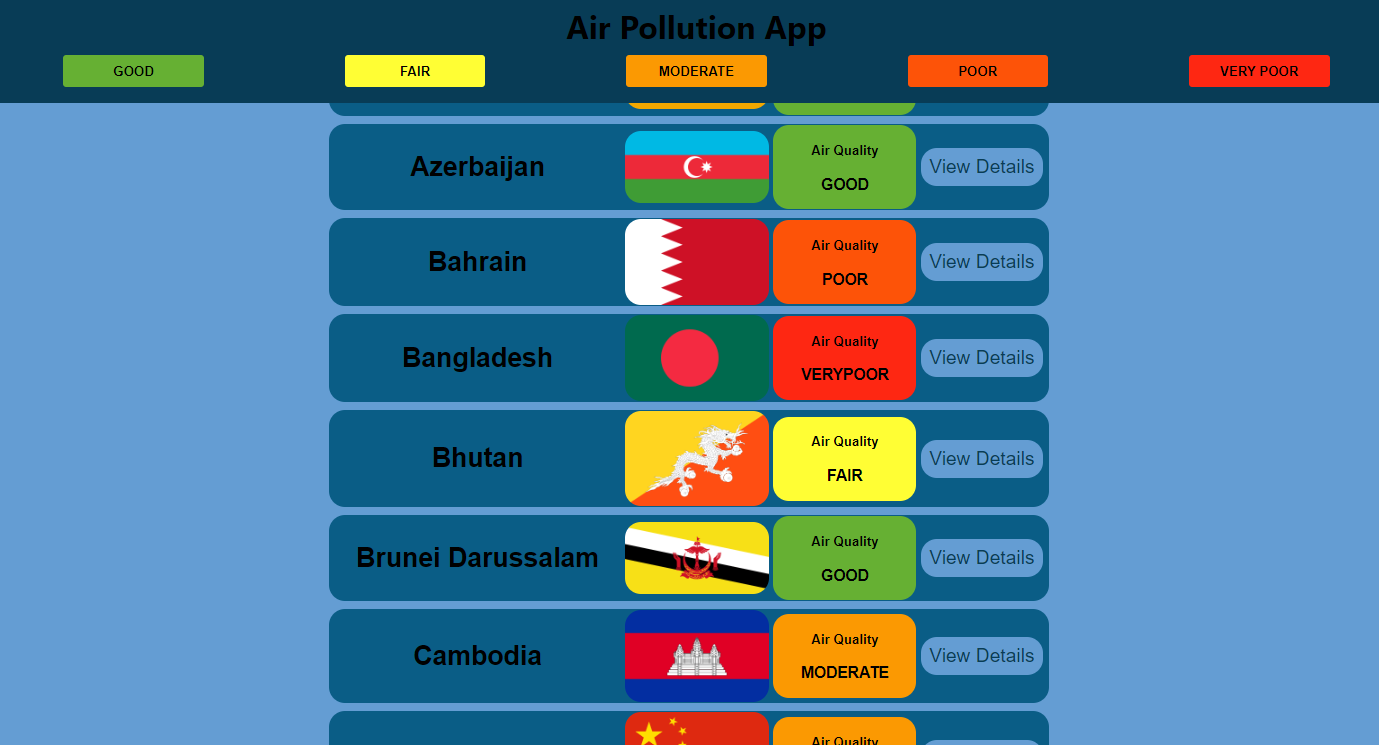 Air Pollution App
GOOD FAIR MODERATE POOR VERY POOR
Azerbaijan
Air Quality
GOOD
View Details
Bahrain
Air Quality
POOR
View Details
Bangladesh
Air Quality
VERYPOOR
View Details
Bhutan
Air Quality
FAIR
View Details
Brunei Darussalam
Air Quality
GOOD
View Details
Cambodia
Air Quality
MODERATE
View Details
Air Quality